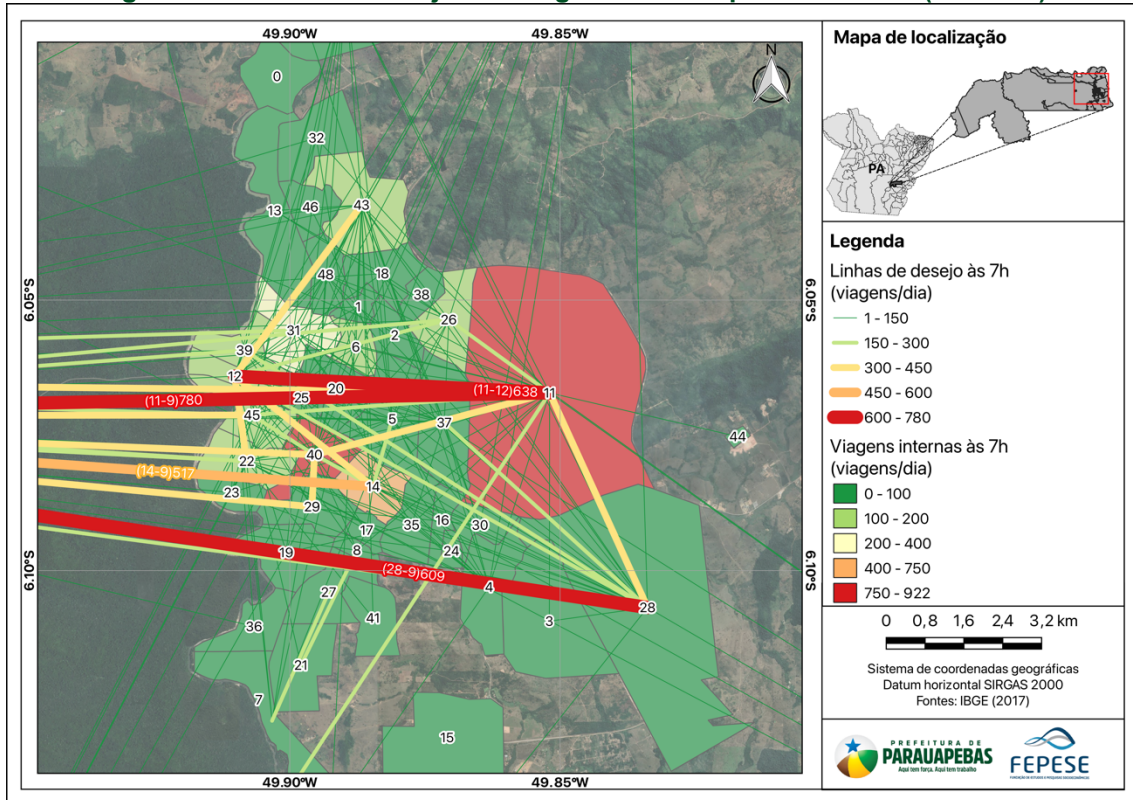 49.90°W
49.85°W
N
6.05°S
6.05°S
6.10°S
6.10°S
0
32
13
46
43
48
18
38
1
26
2
31
6
39
12
20
(11-12)638
11
(11-9)780
25
45
5
37
44
40
22
(14-9)517
14
23
29
35
16
30
17
19
8
24
(28-9)609
4
28
27
3
36
41
21
7
15
49.90°W
49.85°W
Mapa de localização
PA
Legenda
Linhas de desejo às 7h
(viagens/dia)
1 - 150
150 - 300
300 - 450
450 - 600
600 - 780
Viagens internas às 7h
(viagens/dia)
0 - 100
100 - 200
200 - 400
400 - 750
750 - 922
0 0,8 1,6 2,4 3,2 km
Sistema de coordenadas geográficas
Datum horizontal SIRGAS 2000
Fontes: IBGE (2017)
PREFEITURA DE
PARAUAPEBAS
Aqui tem força. Aqui tem trabalho
FEPESE